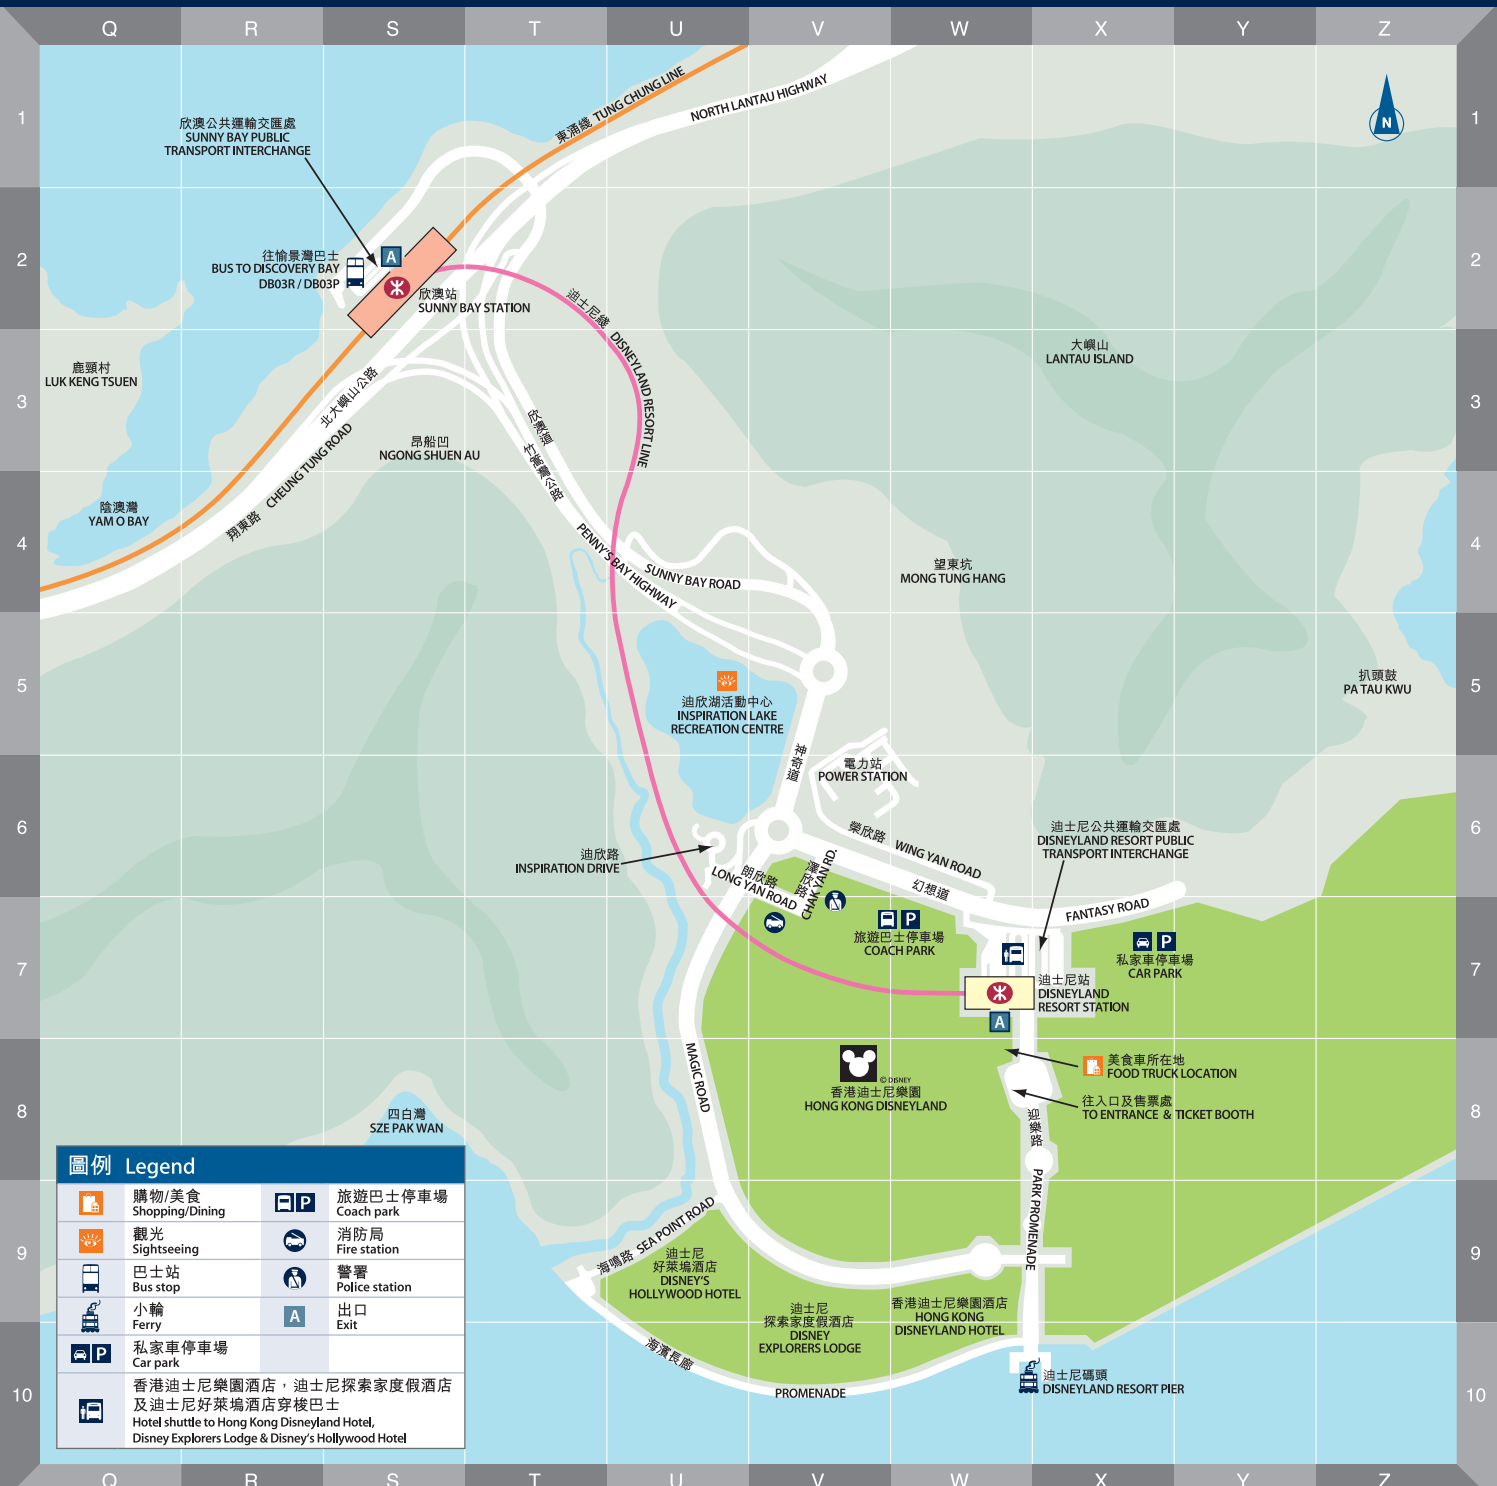 Q R S T U V W X Y Z
1
1
2
2
3
3
4
4
5
5
6
6
7
7
8
8
9
9
10
10
N
東涌綫 TUNG CHUNG LINE
NORTH LANTAU HIGHWAY
欣澳公共運輸交匯處
SUNNY BAY PUBLIC
TRANSPORT INTERCHANGE
往愉景灣巴士
BUS TO DISCOVERY BAY
DB03R / DB03P
A
欣澳站
SUNNY BAY STATION
迪士尼綫 DISNEYLAND RESORT LINE
大嶼山
LANTAU ISLAND
鹿頸村
LUK KENG TSUEN
北大嶼山公路
昂船凹
NGONG SHUEN AU
欣澳道
竹篙灣公路
翔東路 CHEUNG TUNG ROAD
陰澳灣
YAM O BAY
PENNY'S BAY HIGHWAY
SUNNY BAY ROAD
望東坑
MONG TUNG HANG
扒頭鼓
PA TAU KWU
迪欣湖活動中心
INSPIRATION LAKE
RECREATION CENTRE
神奇道
電力站
POWER STATION
榮欣路 WING YAN ROAD
迪士尼公共運輸交匯處
DISNEYLAND RESORT PUBLIC
TRANSPORT INTERCHANGE
迪欣路
INSPIRATION DRIVE
朗欣路
LONG YAN ROAD
澤欣路
CHAK YAN RD.
幻想道
FANTASY ROAD
P
旅遊巴士停車場
COACH PARK
P
私家車停車場
CAR PARK
迪士尼站
DISNEYLAND
RESORT STATION
A
MAGIC ROAD
© DISNEY
香港迪士尼樂園
HONG KONG DISNEYLAND
美食車所在地
FOOD TRUCK LOCATION
往入口及售票處
TO ENTRANCE & TICKET BOOTH
迎樂路
PARK PROMENADE
四白灣
SZE PAK WAN
海鳴路 SEA POINT ROAD
迪士尼
好萊塢酒店
DISNEY'S
HOLLYWOOD HOTEL
迪士尼
探索家度假酒店
DISNEY
EXPLORERS LODGE
香港迪士尼樂園酒店
HONG KONG
DISNEYLAND HOTEL
海濱長廊
PROMENADE
迪士尼碼頭
DISNEYLAND RESORT PIER
圖例 Legend
購物/美食
Shopping/Dining
P
旅遊巴士停車場
Coach park
觀光
Sightseeing
消防局
Fire station
巴士站
Bus stop
警署
Police station
小輪
Ferry
A
出口
Exit
P
私家車停車場
Car park
香港迪士尼樂園酒店，迪士尼探索家度假酒店
及迪士尼好萊塢酒店穿梭巴士
Hotel shuttle to Hong Kong Disneyland Hotel,
Disney Explorers Lodge & Disney's Hollywood Hotel
Q R S T U V W X Y Z